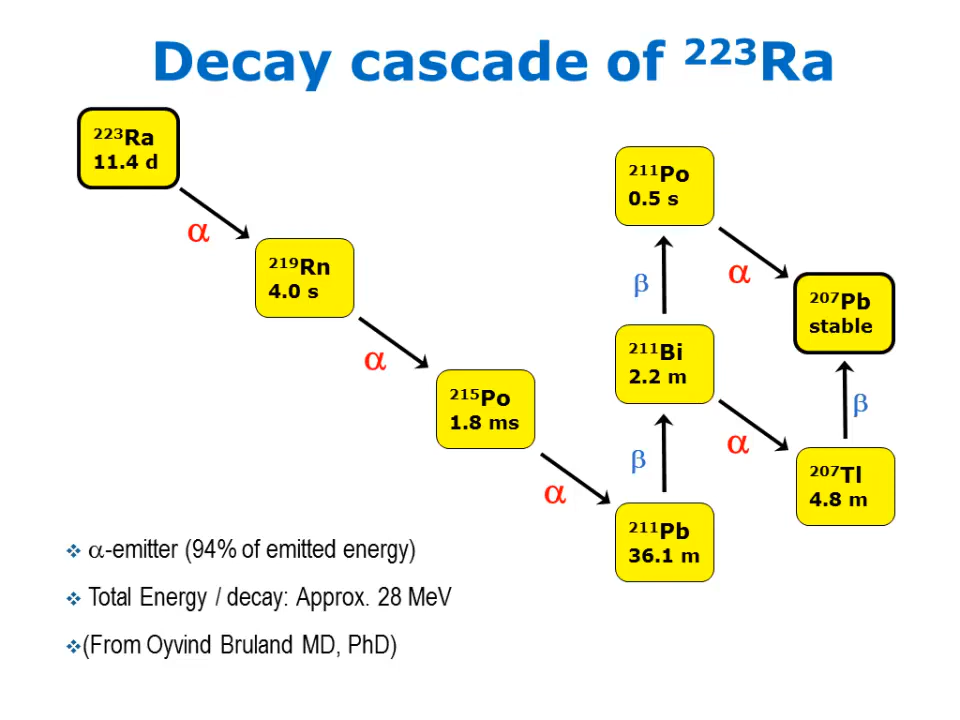 Decay cascade of ²²³Ra
²²³Ra
11.4 d
α
²¹⁹Rn
4.0 s
α
²¹⁵Po
1.8 ms
α
²¹¹Pb
36.1 m
β
²¹¹Bi
2.2 m
β
²¹¹Po
0.5 s
α
²⁰⁷Pb
stable
α
²⁰⁷Tl
4.8 m
β
❖ α-emitter (94% of emitted energy)
❖ Total Energy / decay: Approx. 28 MeV
❖(From Oyvind Bruland MD, PhD)